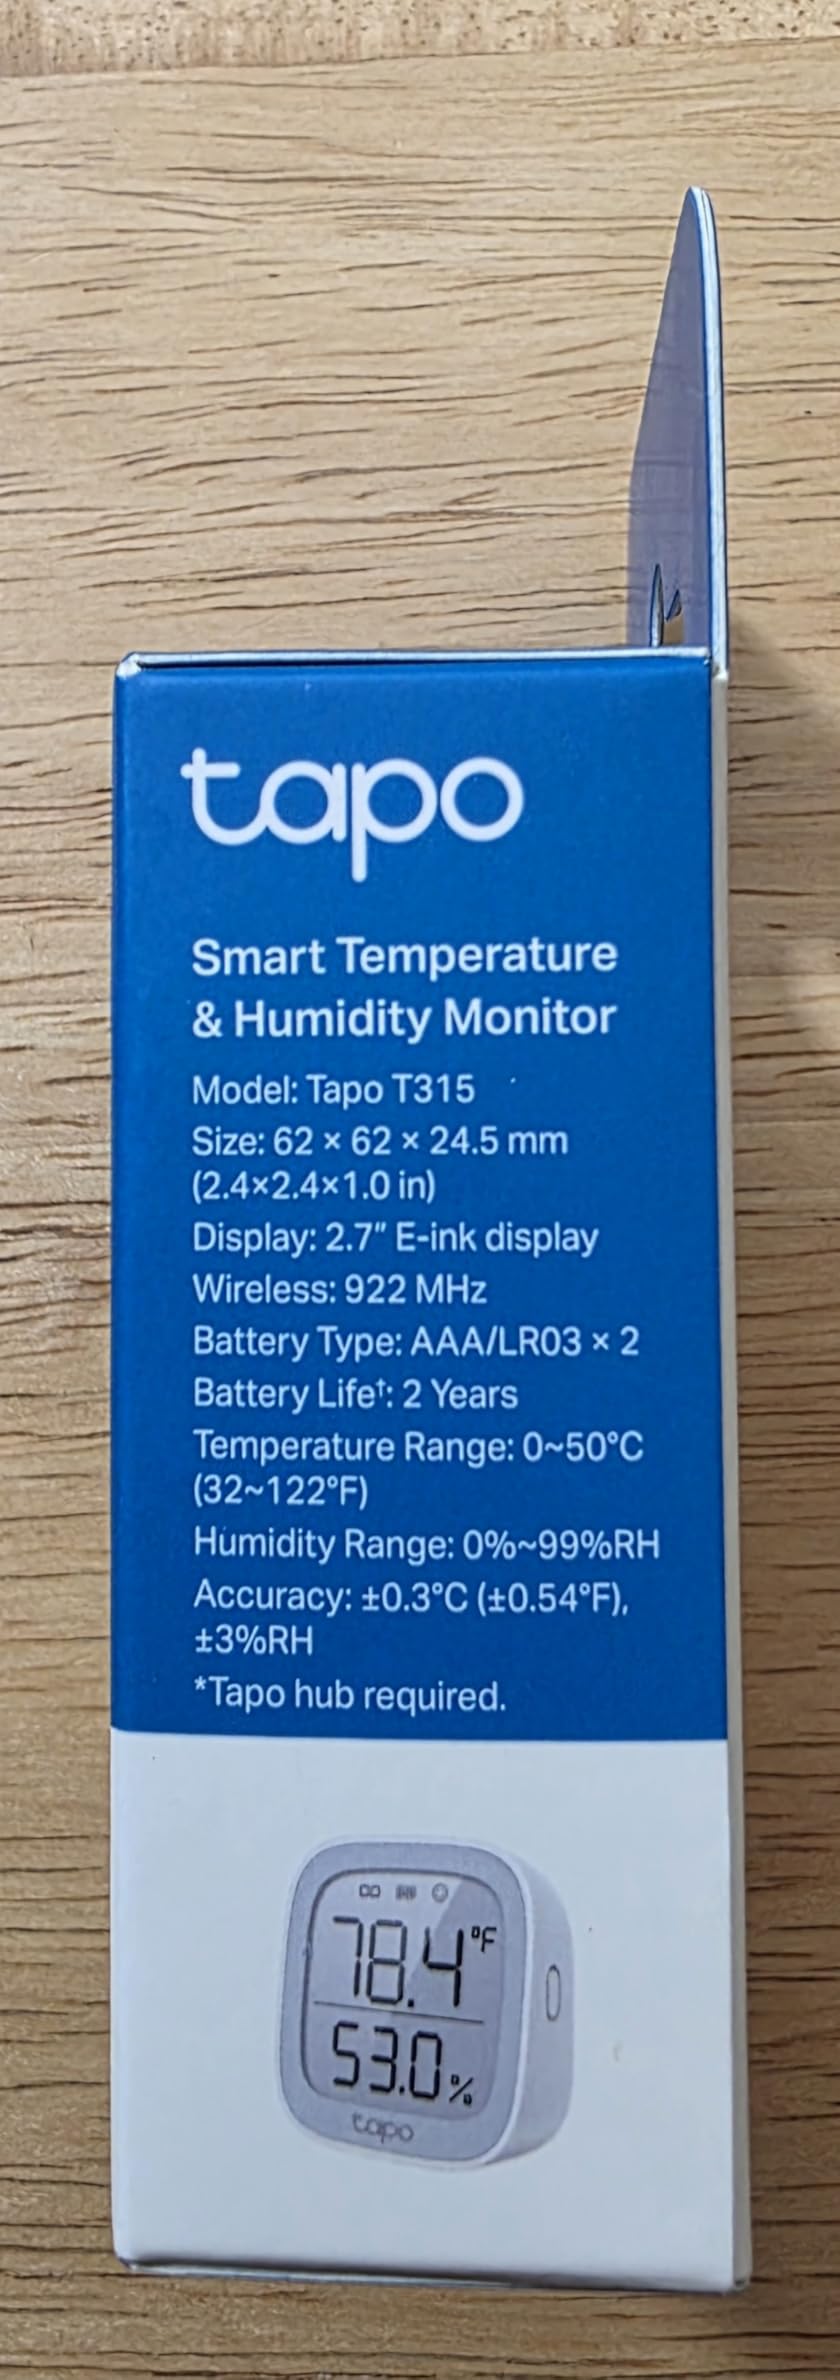 tapo
Smart Temperature
& Humidity Monitor
Model: Tapo T315
Size: 62 × 62 × 24.5 mm
(2.4×2.4×1.0 in)
Display: 2.7″ E-ink display
Wireless: 922 MHz
Battery Type: AAA/LR03 × 2
Battery Life†: 2 Years
Temperature Range: 0~50°C
(32~122°F)
Humidity Range: 0%~99%RH
Accuracy: ±0.3°C (±0.54°F),
±3%RH
*Tapo hub required.
78.4°F
53.0%
tapo